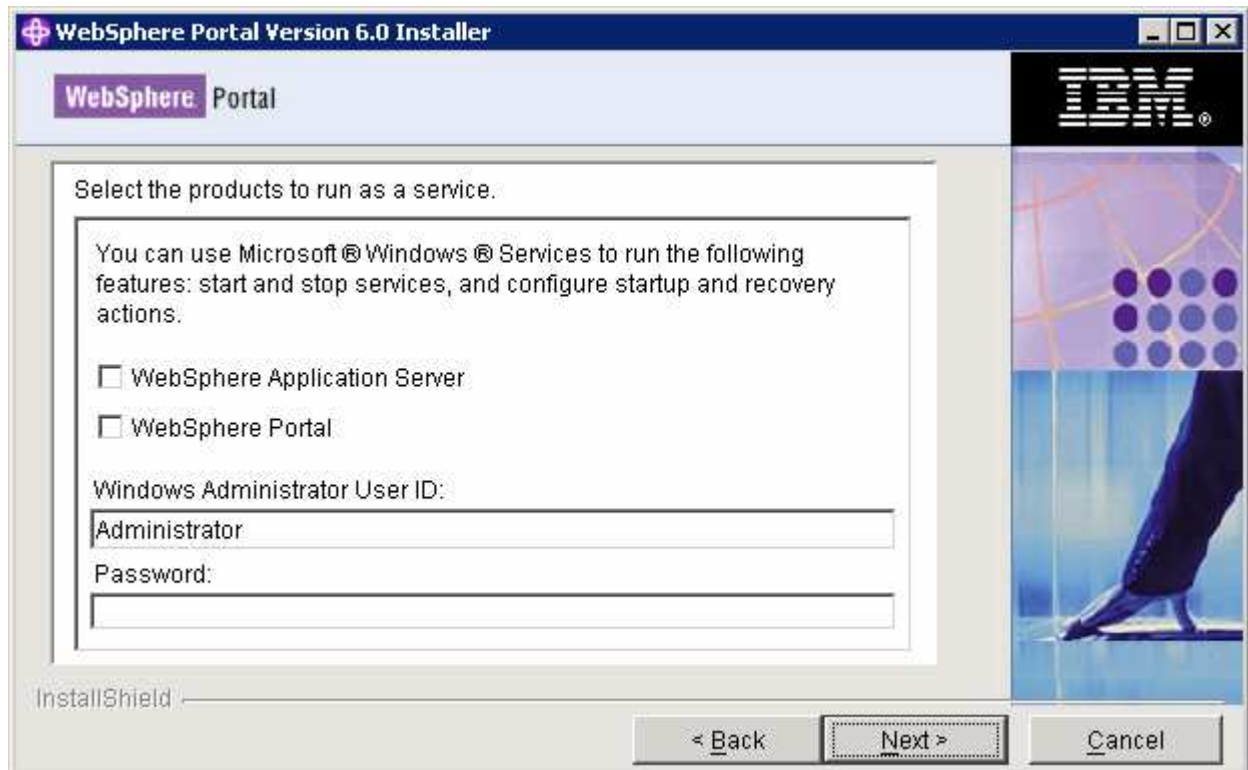 WebSphere Portal Version 6.0 Installer
WebSphere. Portal
IBM®
Select the products to run as a service.
You can use Microsoft ® Windows ® Services to run the following
features: start and stop services, and configure startup and recovery
actions.
WebSphere Application Server
WebSphere Portal
Windows Administrator User ID:
Administrator
Password:
InstallShield
< Back
Next >
Cancel